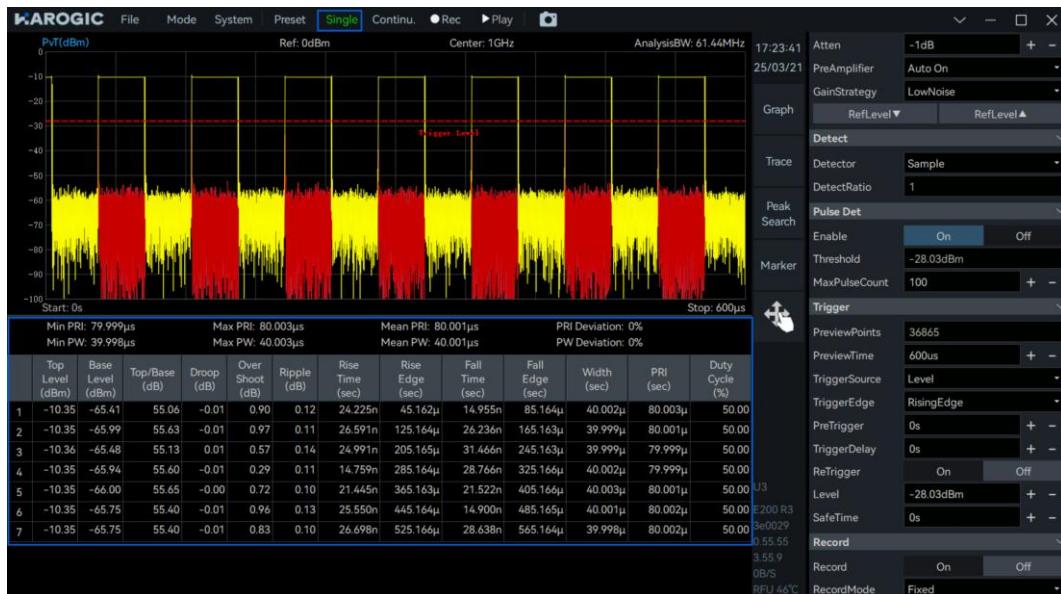 HAROGIC File Mode System Preset Single Continu. Rec Play
PvT(dBm) Ref: 0dBm Center: 1GHz AnalysisBW: 61.44MHz
0
-10
-20
-30
-40
-50
-60
-70
-80
-90
-100
Trigger Level
Start: 0s Stop: 600μs
Min PRI: 79.999μs Max PRI: 80.003μs Mean PRI: 80.001μs PRI Deviation: 0%
Min PW: 39.998μs Max PW: 40.003μs Mean PW: 40.001μs PW Deviation: 0%
Top Level (dBm) Base Level (dBm) Top/Base (dB) Droop (dB) Over Shoot (dB) Ripple (dB) Rise Time (sec) Rise Edge (sec) Fall Time (sec) Fall Edge (sec) Width (sec) PRI (sec) Duty Cycle (%)
1 -10.35 -65.41 55.06 -0.01 0.90 0.12 24.225n 45.162μ 14.955n 85.164μ 40.002μ 80.003μ 50.00
2 -10.35 -65.99 55.63 -0.01 0.97 0.11 26.591n 125.164μ 26.236n 165.163μ 39.999μ 80.001μ 50.00
3 -10.36 -65.48 55.13 0.01 0.57 0.14 24.991n 205.165μ 31.466n 245.163μ 39.999μ 79.999μ 50.00
4 -10.35 -65.94 55.60 -0.01 0.29 0.11 14.759n 285.164μ 28.766n 325.166μ 40.002μ 79.999μ 50.00
5 -10.35 -66.00 55.65 -0.00 0.72 0.10 21.445n 365.163μ 21.522n 405.166μ 40.003μ 80.001μ 50.00
6 -10.35 -65.75 55.40 -0.01 0.96 0.13 25.550n 445.164μ 14.900n 485.165μ 40.001μ 80.002μ 50.00
7 -10.35 -65.75 55.40 -0.01 0.83 0.10 26.698n 525.166μ 28.638n 565.164μ 39.998μ 80.002μ 50.00
17:23:41
25/03/21
Graph
Trace
Peak
Search
Marker
U3
E200 R3
3e0029
0.55.55
3.55.9
0B/S
RFU 46°C
Atten -1dB + -
PreAmplifier Auto On
GainStrategy LowNoise
RefLevel▼ RefLevel▲
Detect
Detector Sample
DetectRatio 1
Pulse Det
Enable On Off
Threshold -28.03dBm
MaxPulseCount 100 + -
Trigger
PreviewPoints 36865
PreviewTime 600us + -
TriggerSource Level
TriggerEdge RisingEdge
PreTrigger 0s + -
TriggerDelay 0s + -
ReTrigger On Off
Level -28.03dBm + -
SafeTime 0s + -
Record
Record On Off
RecordMode Fixed